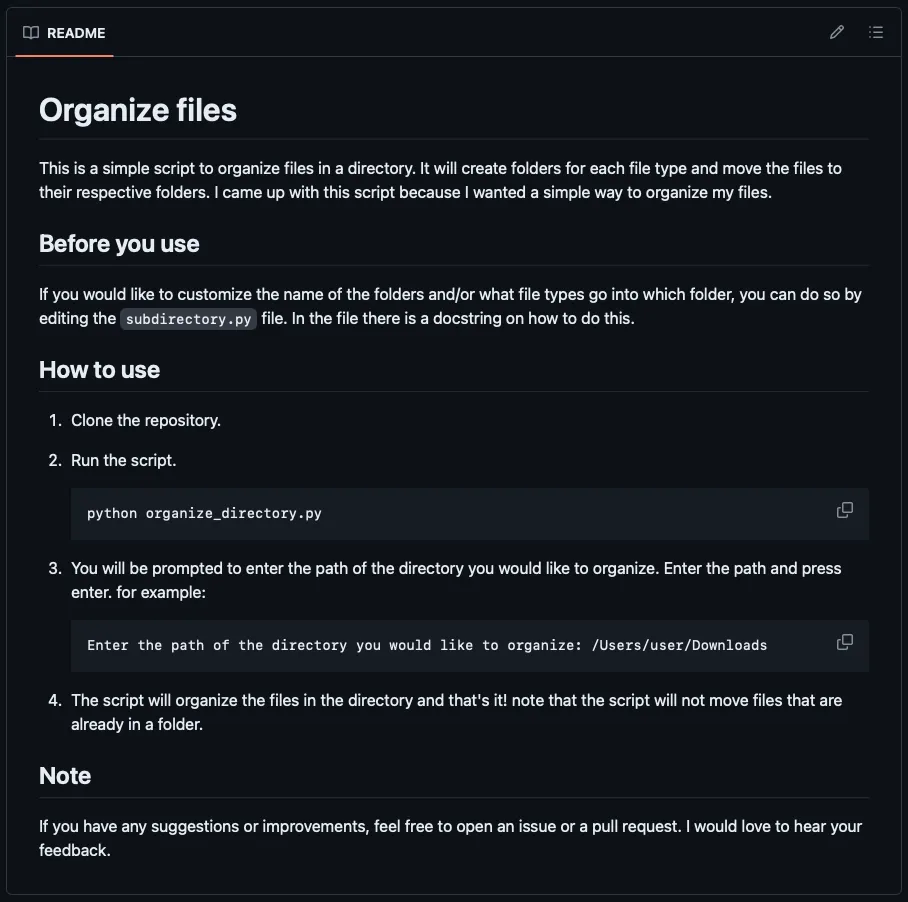 README
Organize files
This is a simple script to organize files in a directory. It will create folders for each file type and move the files to
their respective folders. I came up with this script because I wanted a simple way to organize my files.
Before you use
If you would like to customize the name of the folders and/or what file types go into which folder, you can do so by
editing the subdirectory.py file. In the file there is a docstring on how to do this.
How to use
1. Clone the repository.
2. Run the script.
python organize_directory.py
3. You will be prompted to enter the path of the directory you would like to organize. Enter the path and press
enter. for example:
Enter the path of the directory you would like to organize: /Users/user/Downloads
4. The script will organize the files in the directory and that's it! note that the script will not move files that are
already in a folder.
Note
If you have any suggestions or improvements, feel free to open an issue or a pull request. I would love to hear your
feedback.